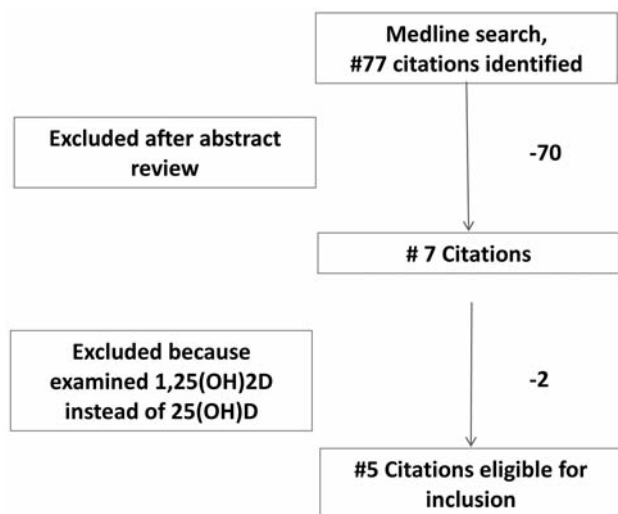 Medline search,
#77 citations identified
Excluded after abstract
review
-70
# 7 Citations
Excluded because
examined 1,25(OH)2D
instead of 25(OH)D
-2
#5 Citations eligible for
inclusion